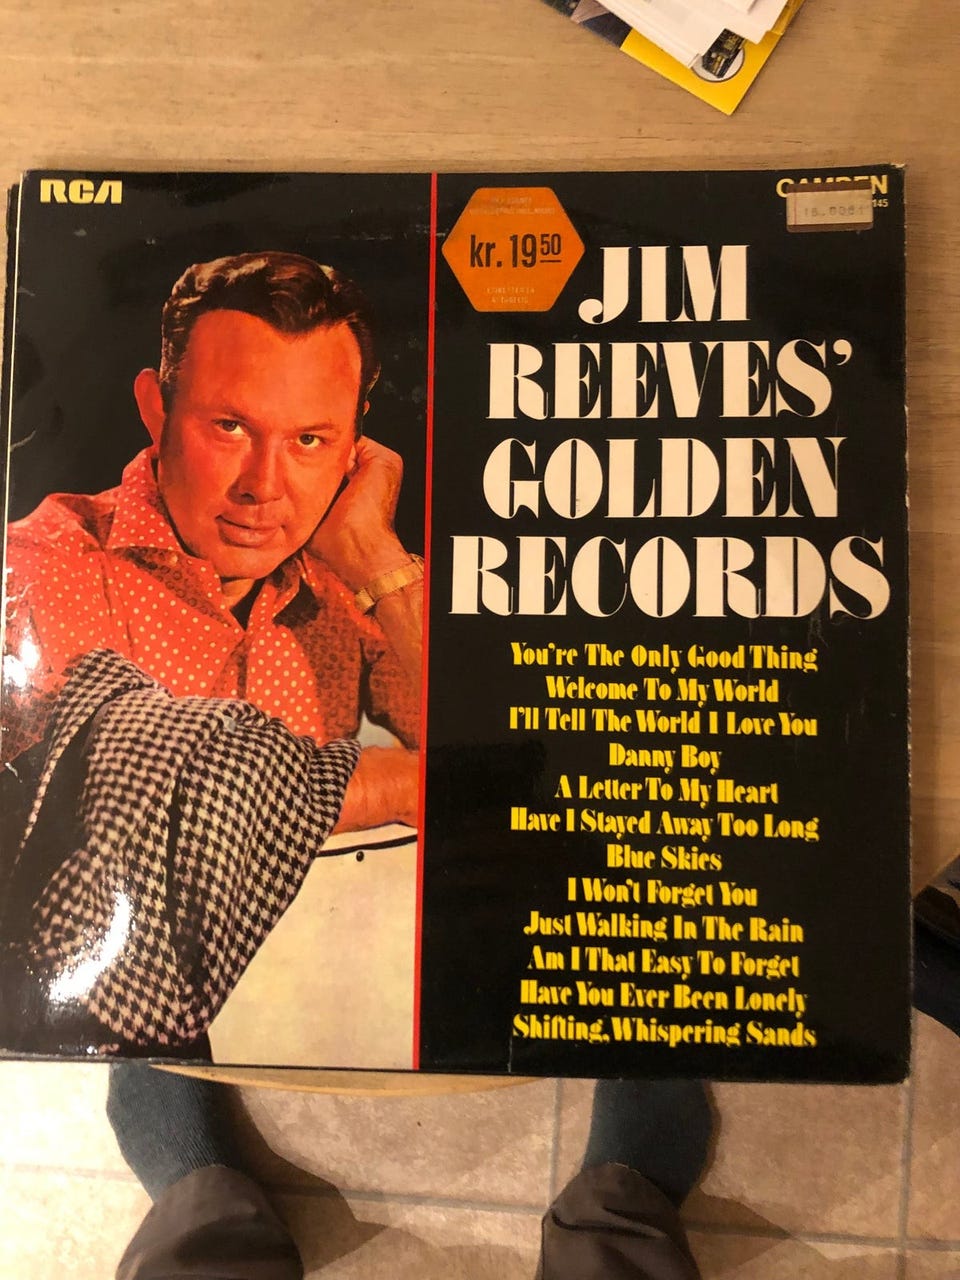 RCA
CAMDEN
145
kr. 19 50
JIM
REEVES'
GOLDEN
RECORDS
You're The Only Good Thing
Welcome To My World
I'll Tell The World I Love You
Danny Boy
A Letter To My Heart
Have I Stayed Away Too Long
Blue Skies
I Won't Forget You
Just Walking In The Rain
Am I That Easy To Forget
Have You Ever Been Lonely
Shifting, Whispering Sands